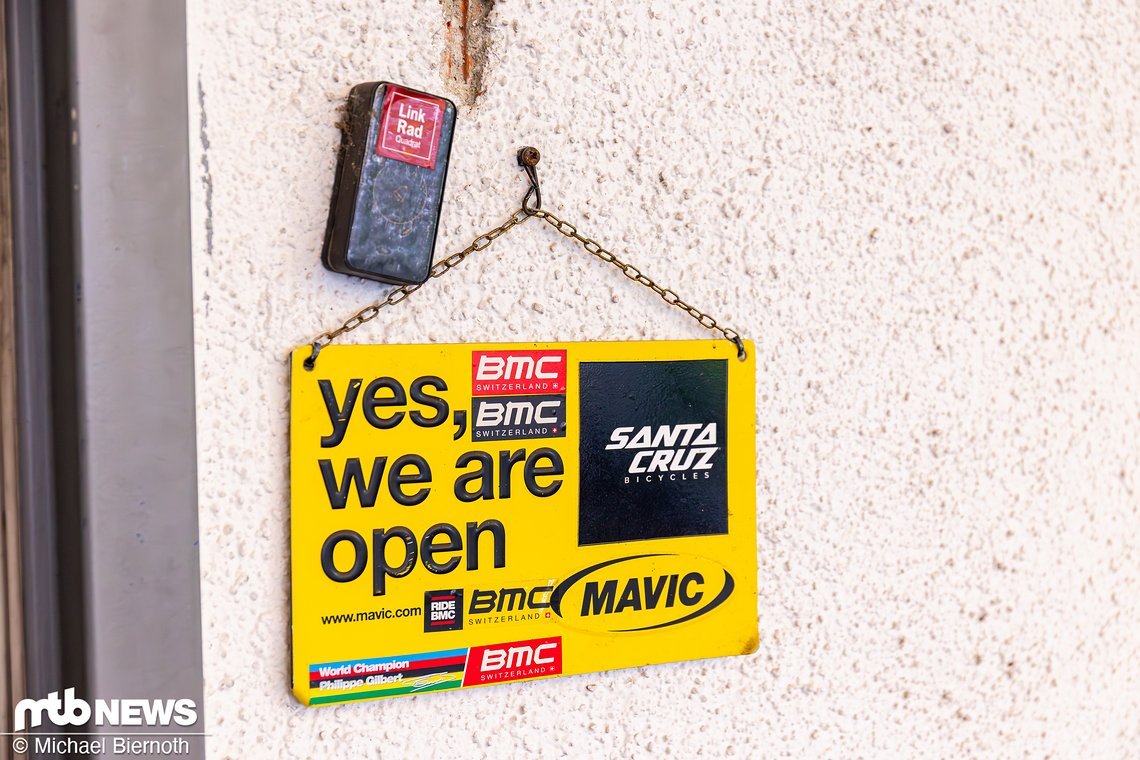 Link
Rad
Quadrat
yes,
we are
open
BMC
SWITZERLAND
BMC
SWITZERLAND
SANTA
CRUZ
BICYCLES
www.mavic.com
RIDE
BMC
BMC
SWITZERLAND
MAVIC
World Champion
Philippe Gilbert
BMC
SWITZERLAND
mtb NEWS
© Michael Biernoth